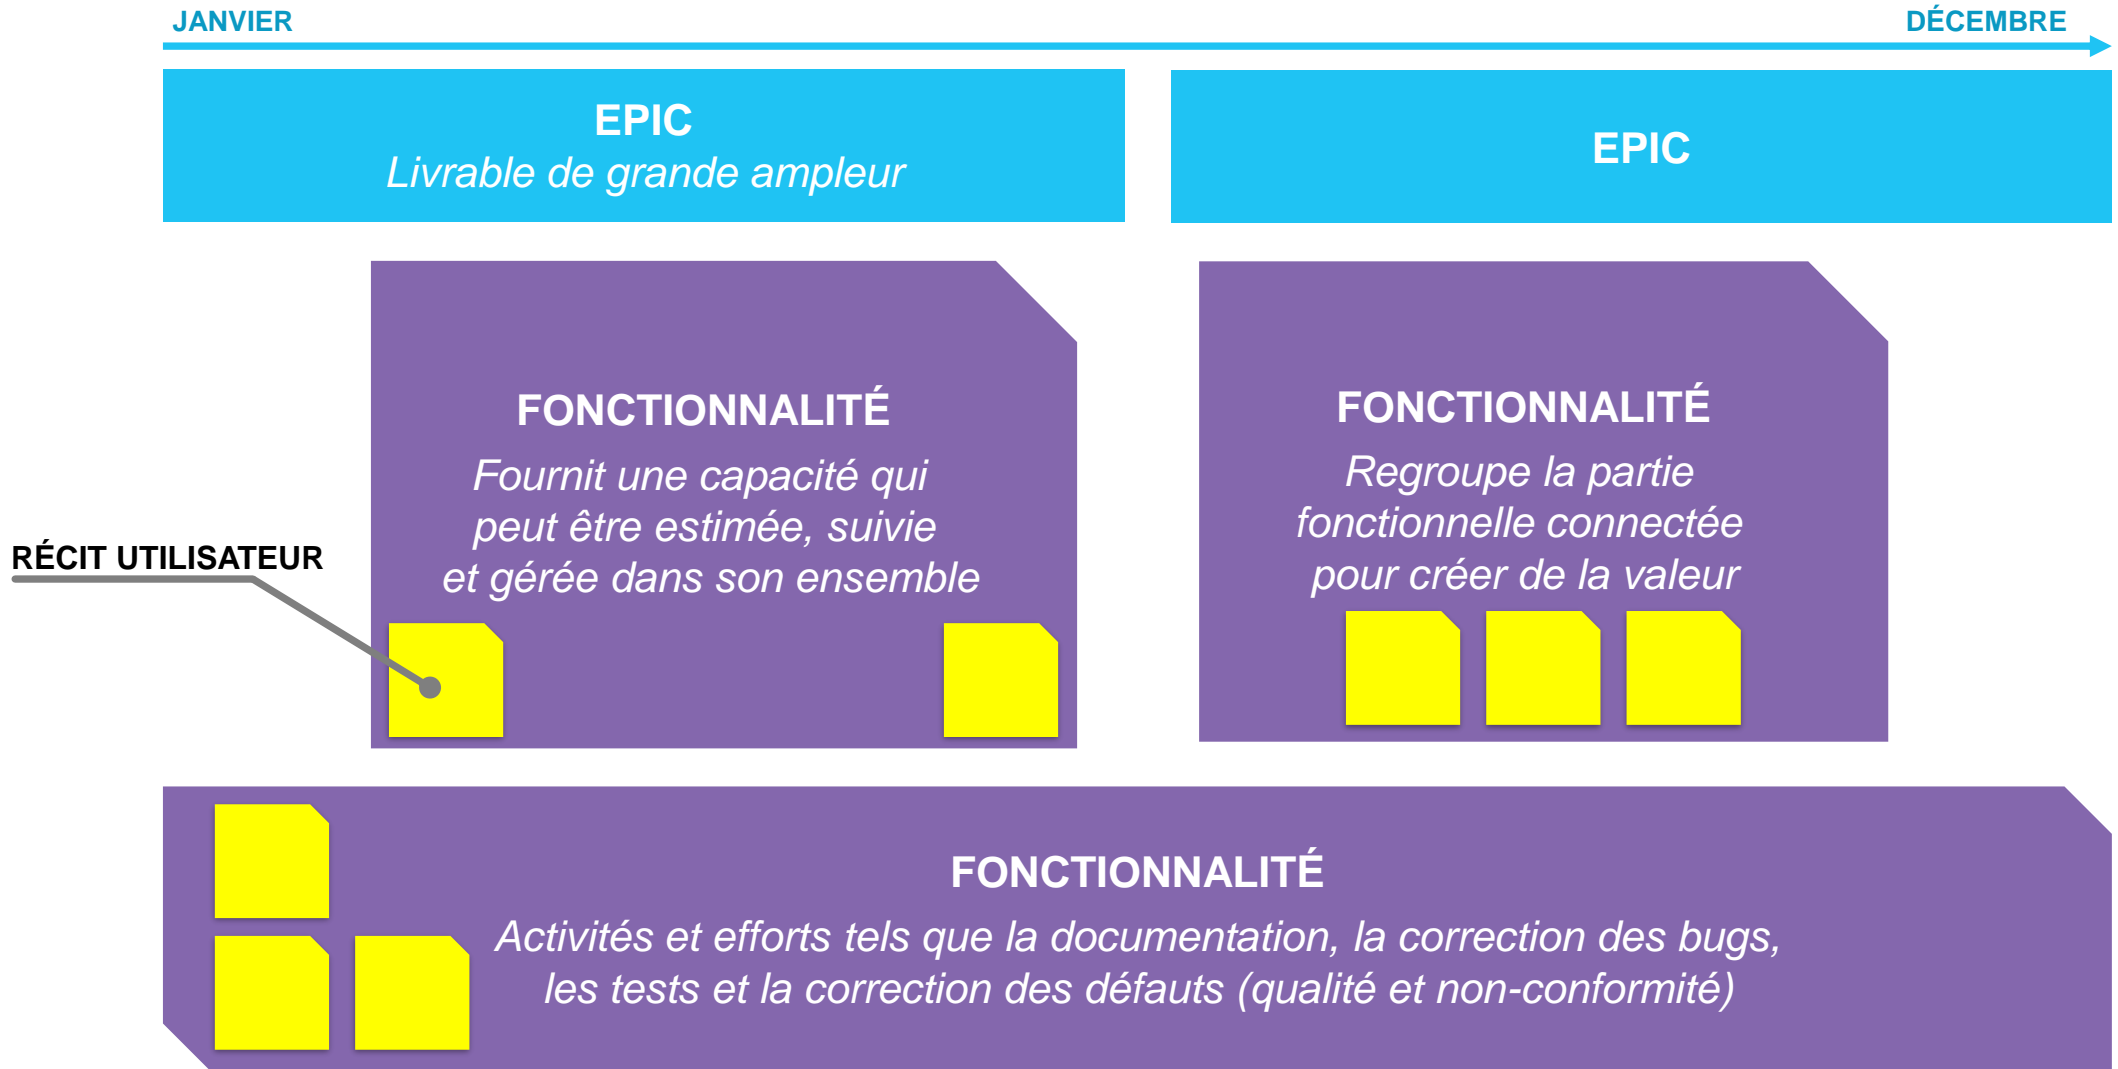 JANVIER
DÉCEMBRE
EPIC
Livrable de grande ampleur
EPIC
FONCTIONNALITÉ
Fournit une capacité qui
peut être estimée, suivie
et gérée dans son ensemble
FONCTIONNALITÉ
Regroupe la partie
fonctionnelle connectée
pour créer de la valeur
RÉCIT UTILISATEUR
FONCTIONNALITÉ
Activités et efforts tels que la documentation, la correction des bugs,
les tests et la correction des défauts (qualité et non-conformité)